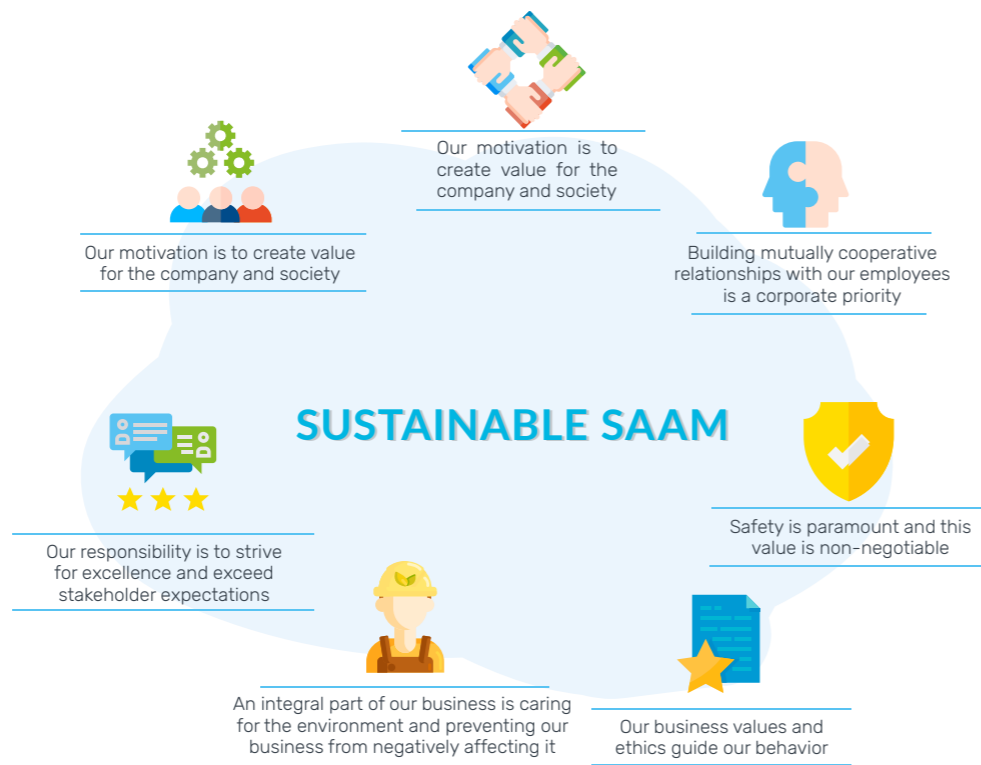 Our motivation is to
create value for the
company and society
Our motivation is to create value
for the company and society
Building mutually cooperative
relationships with our employees
is a corporate priority
SUSTAINABLE SAAM
Safety is paramount and this
value is non-negotiable
Our responsibility is to strive
for excellence and exceed
stakeholder expectations
An integral part of our business is caring
for the environment and preventing our
business from negatively affecting it
Our business values and
ethics guide our behavior